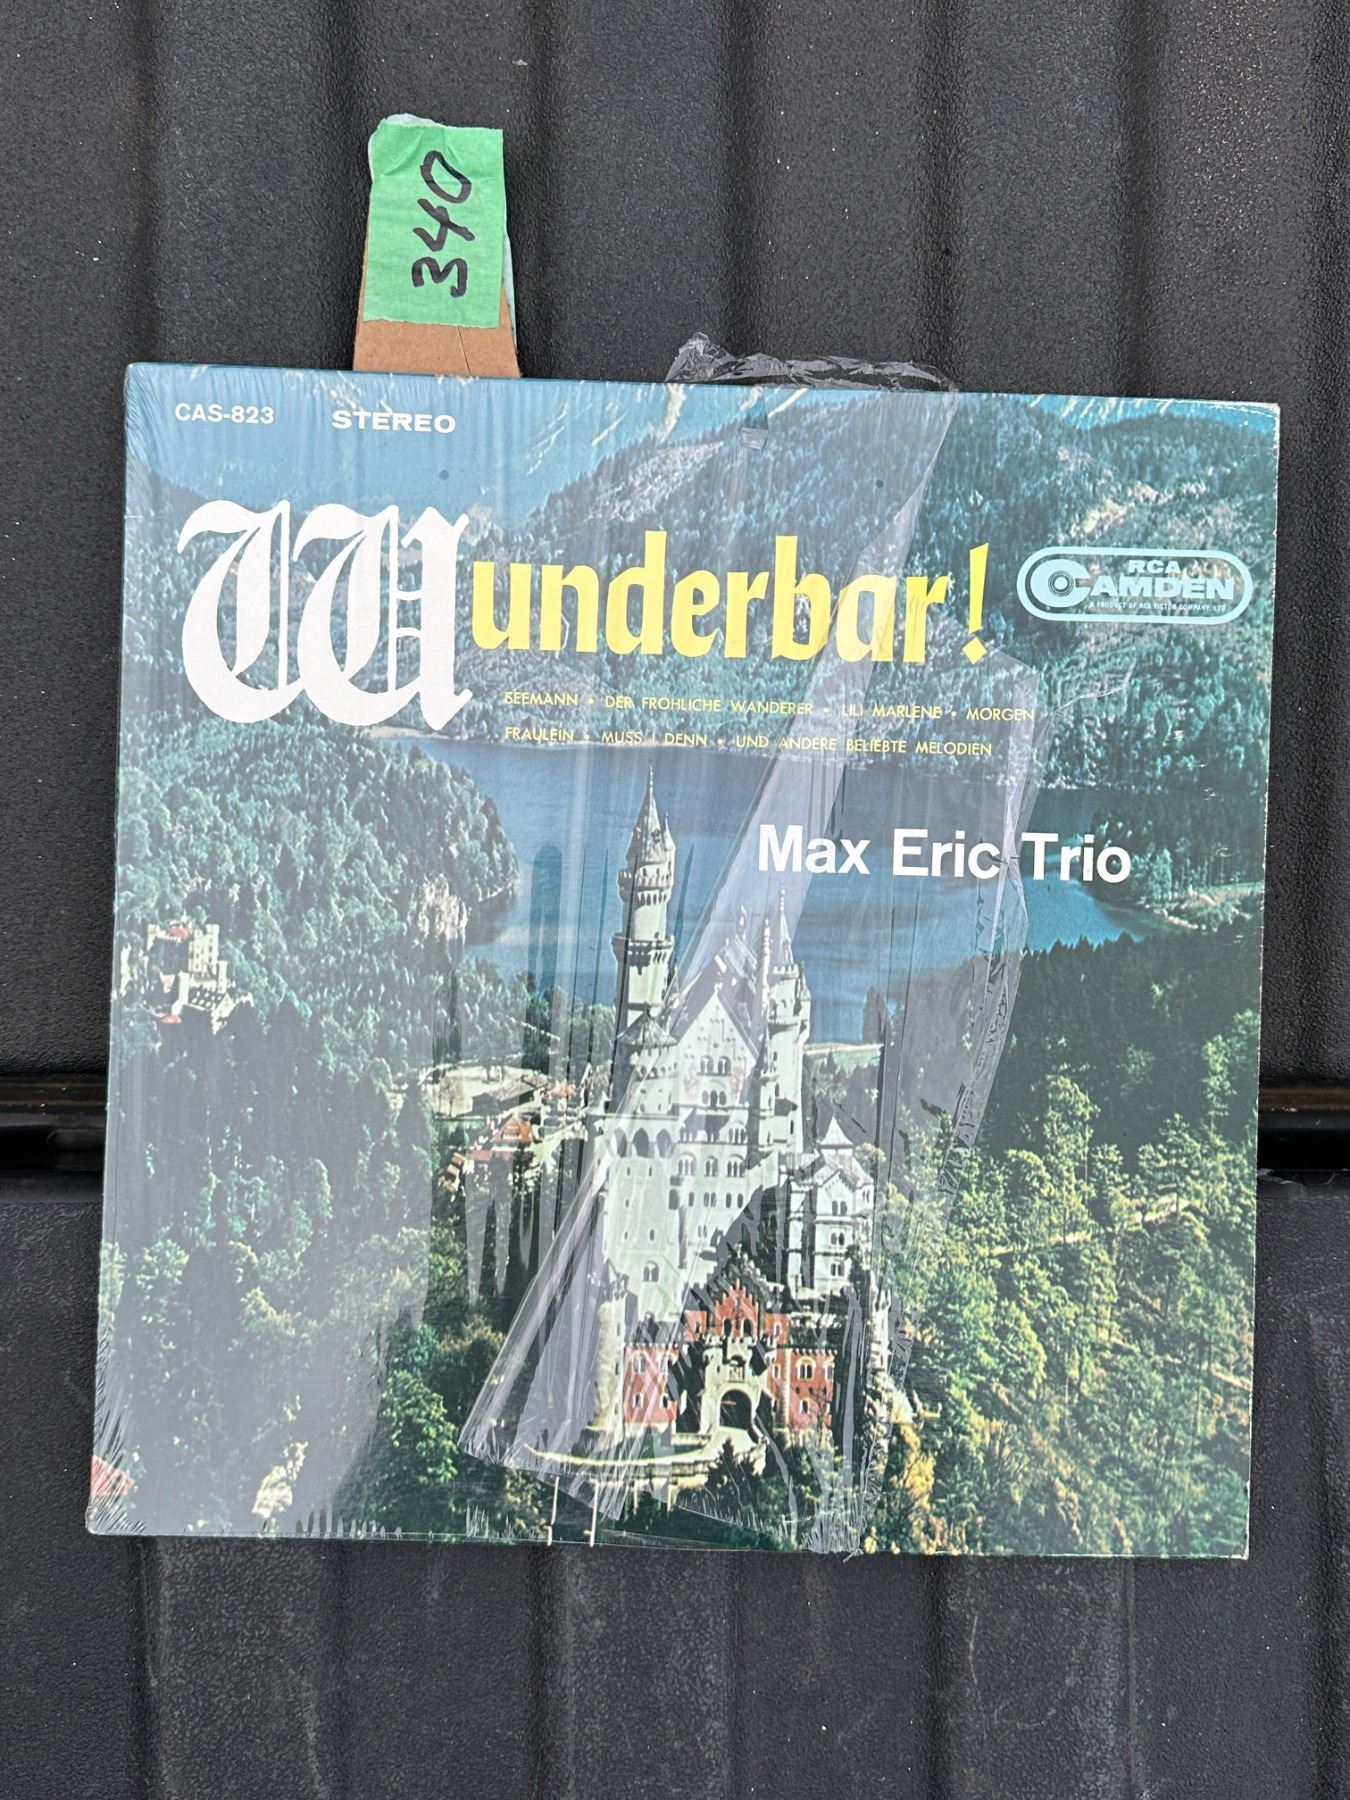 340
CAS-823 STEREO
Wunderbar!
RCA
CAMDEN
A PRODUCT OF RCA VICTOR COMPANY, LTD.
SEEMANN • DER FROHLICHE WANDERER • LILI MARLENE • MORGEN
FRAULEIN • MUSS I DENN • UND ANDERE BELIEBTE MELODIEN
Max Eric Trio